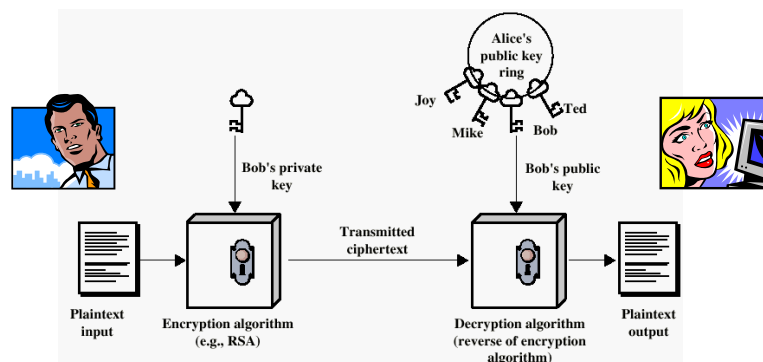 Alice's
public key
ring
Joy
Mike
Bob
Ted
Bob's private
key
Bob's public
key
Transmitted
ciphertext
Plaintext
input
Encryption algorithm
(e.g., RSA)
Decryption algorithm
(reverse of encryption
algorithm)
Plaintext
output